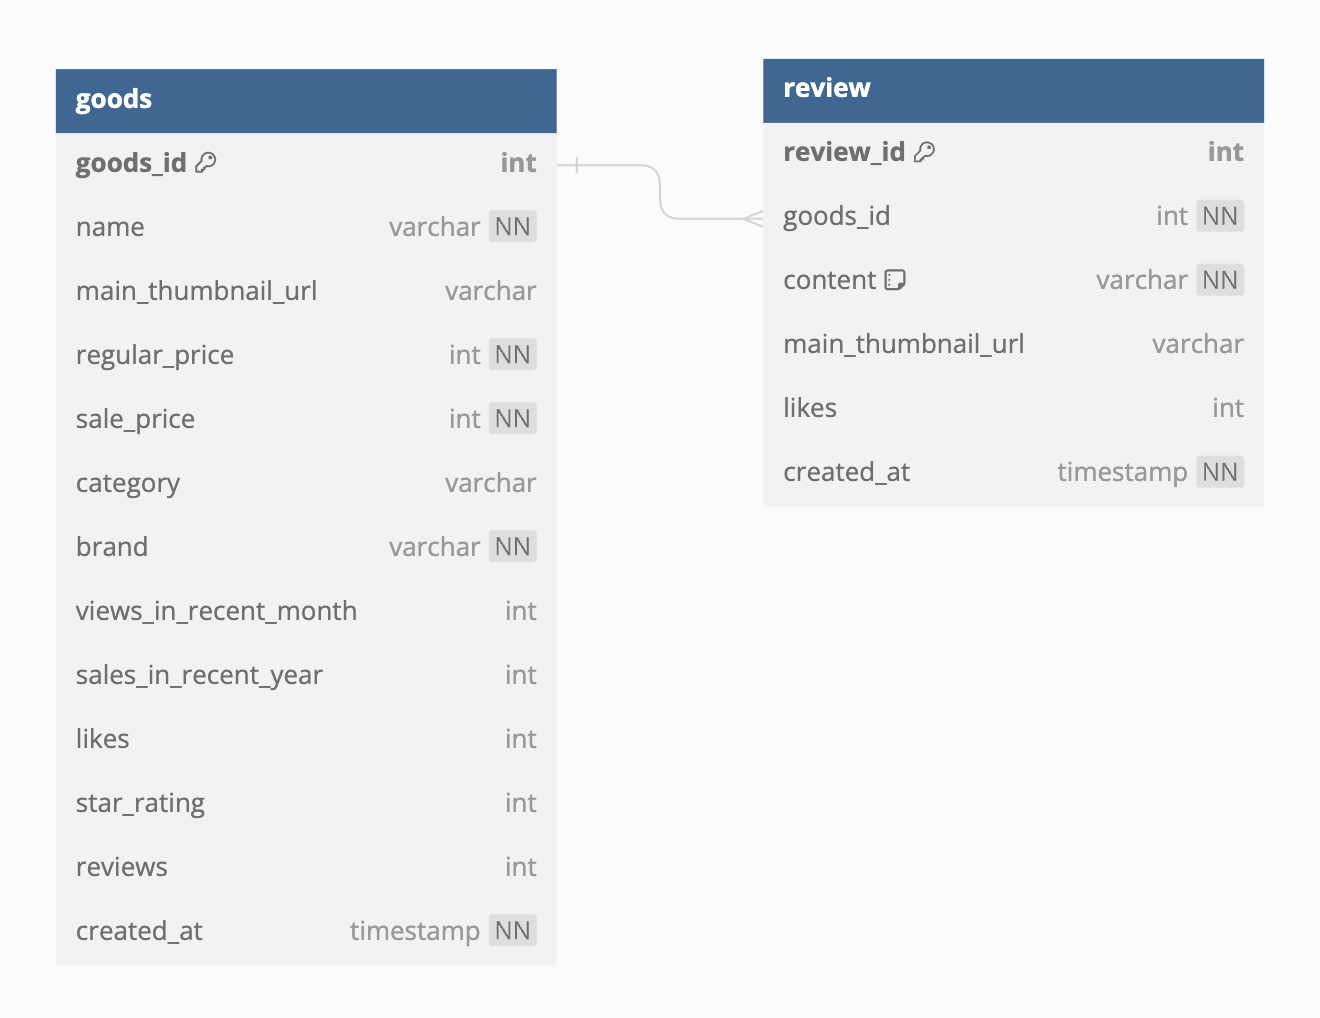 goods
goods_id int
name varchar NN
main_thumbnail_url varchar
regular_price int NN
sale_price int NN
category varchar
brand varchar NN
views_in_recent_month int
sales_in_recent_year int
likes int
star_rating int
reviews int
created_at timestamp NN
review
review_id int
goods_id int NN
content varchar NN
main_thumbnail_url varchar
likes int
created_at timestamp NN